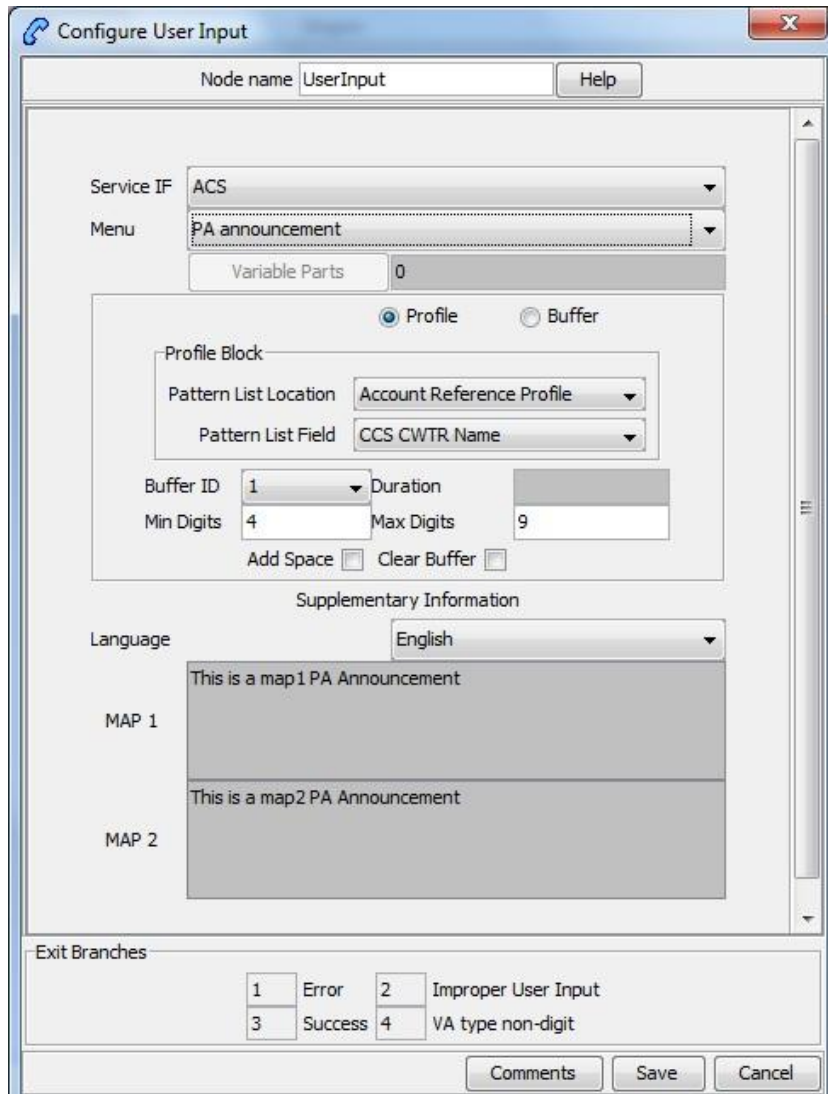 Configure User Input
Node name UserInput Help
Service IF ACS
Menu PA announcement
Variable Parts 0
Profile Buffer
Profile Block
Pattern List Location Account Reference Profile
Pattern List Field CCS CWTR Name
Buffer ID 1 Duration
Min Digits 4 Max Digits 9
Add Space Clear Buffer
Supplementary Information
Language English
This is a map1 PA Announcement
MAP 1
This is a map2 PA Announcement
MAP 2
Exit Branches
1 Error 2 Improper User Input
3 Success 4 VA type non-digit
Comments Save Cancel